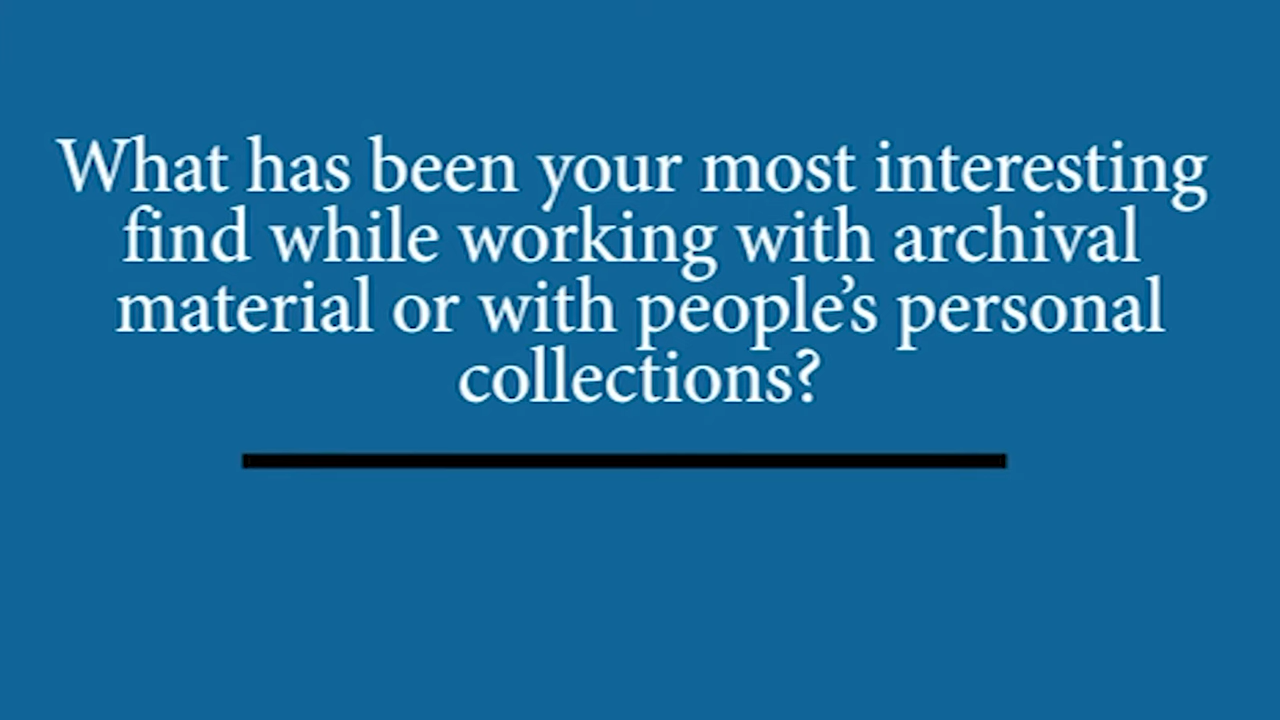 What has been your most interesting
find while working with archival
material or with people’s personal
collections?